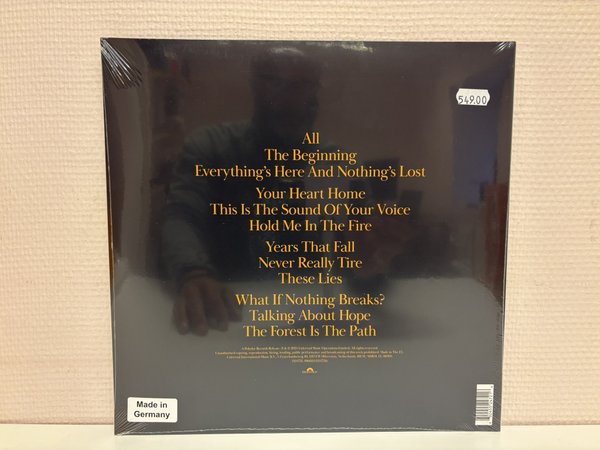 549.00
All
The Beginning
Everything's Here And Nothing's Lost
Your Heart Home
This Is The Sound Of Your Voice
Hold Me In The Fire
Years That Fall
Never Really Tire
These Lies
What If Nothing Breaks?
Talking About Hope
The Forest Is The Path
Made in
Germany